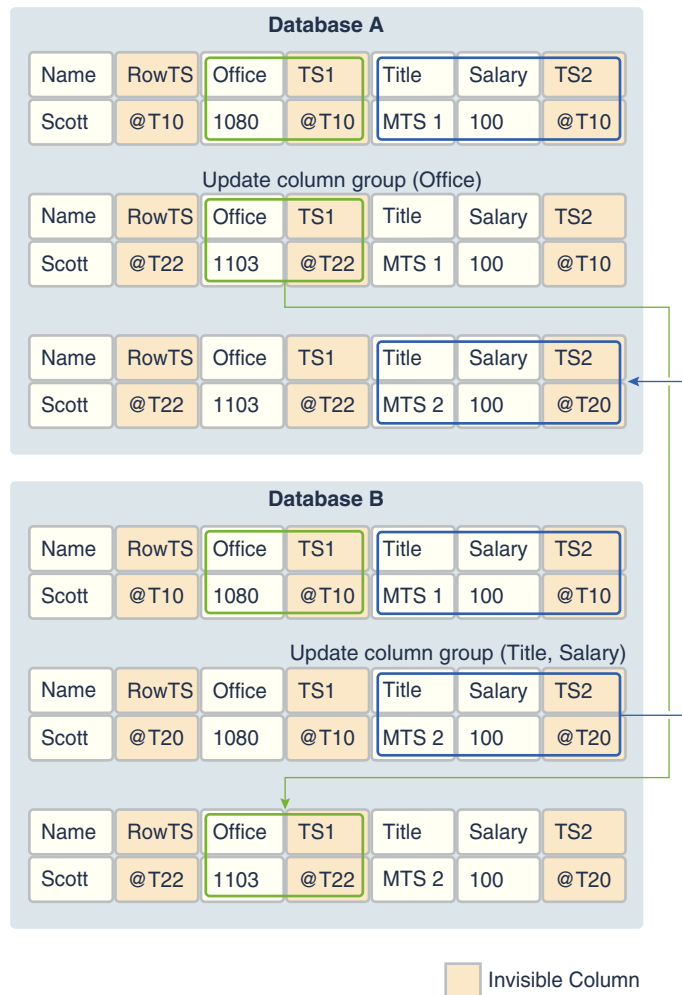 Database A
Name RowTS Office TS1 Title Salary TS2
Scott @T10 1080 @T10 MTS 1 100 @T10
Update column group (Office)
Name RowTS Office TS1 Title Salary TS2
Scott @T22 1103 @T22 MTS 1 100 @T10
Name RowTS Office TS1 Title Salary TS2
Scott @T22 1103 @T22 MTS 2 100 @T20
Database B
Name RowTS Office TS1 Title Salary TS2
Scott @T10 1080 @T10 MTS 1 100 @T10
Update column group (Title, Salary)
Name RowTS Office TS1 Title Salary TS2
Scott @T20 1080 @T10 MTS 2 100 @T20
Name RowTS Office TS1 Title Salary TS2
Scott @T22 1103 @T22 MTS 2 100 @T20
Invisible Column